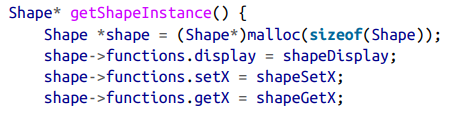 Shape* getShapeInstance() {
    Shape *shape = (Shape*)malloc(sizeof(Shape));
    shape->functions.display = shapeDisplay;
    shape->functions.setX = shapeSetX;
    shape->functions.getX = shapeGetX;